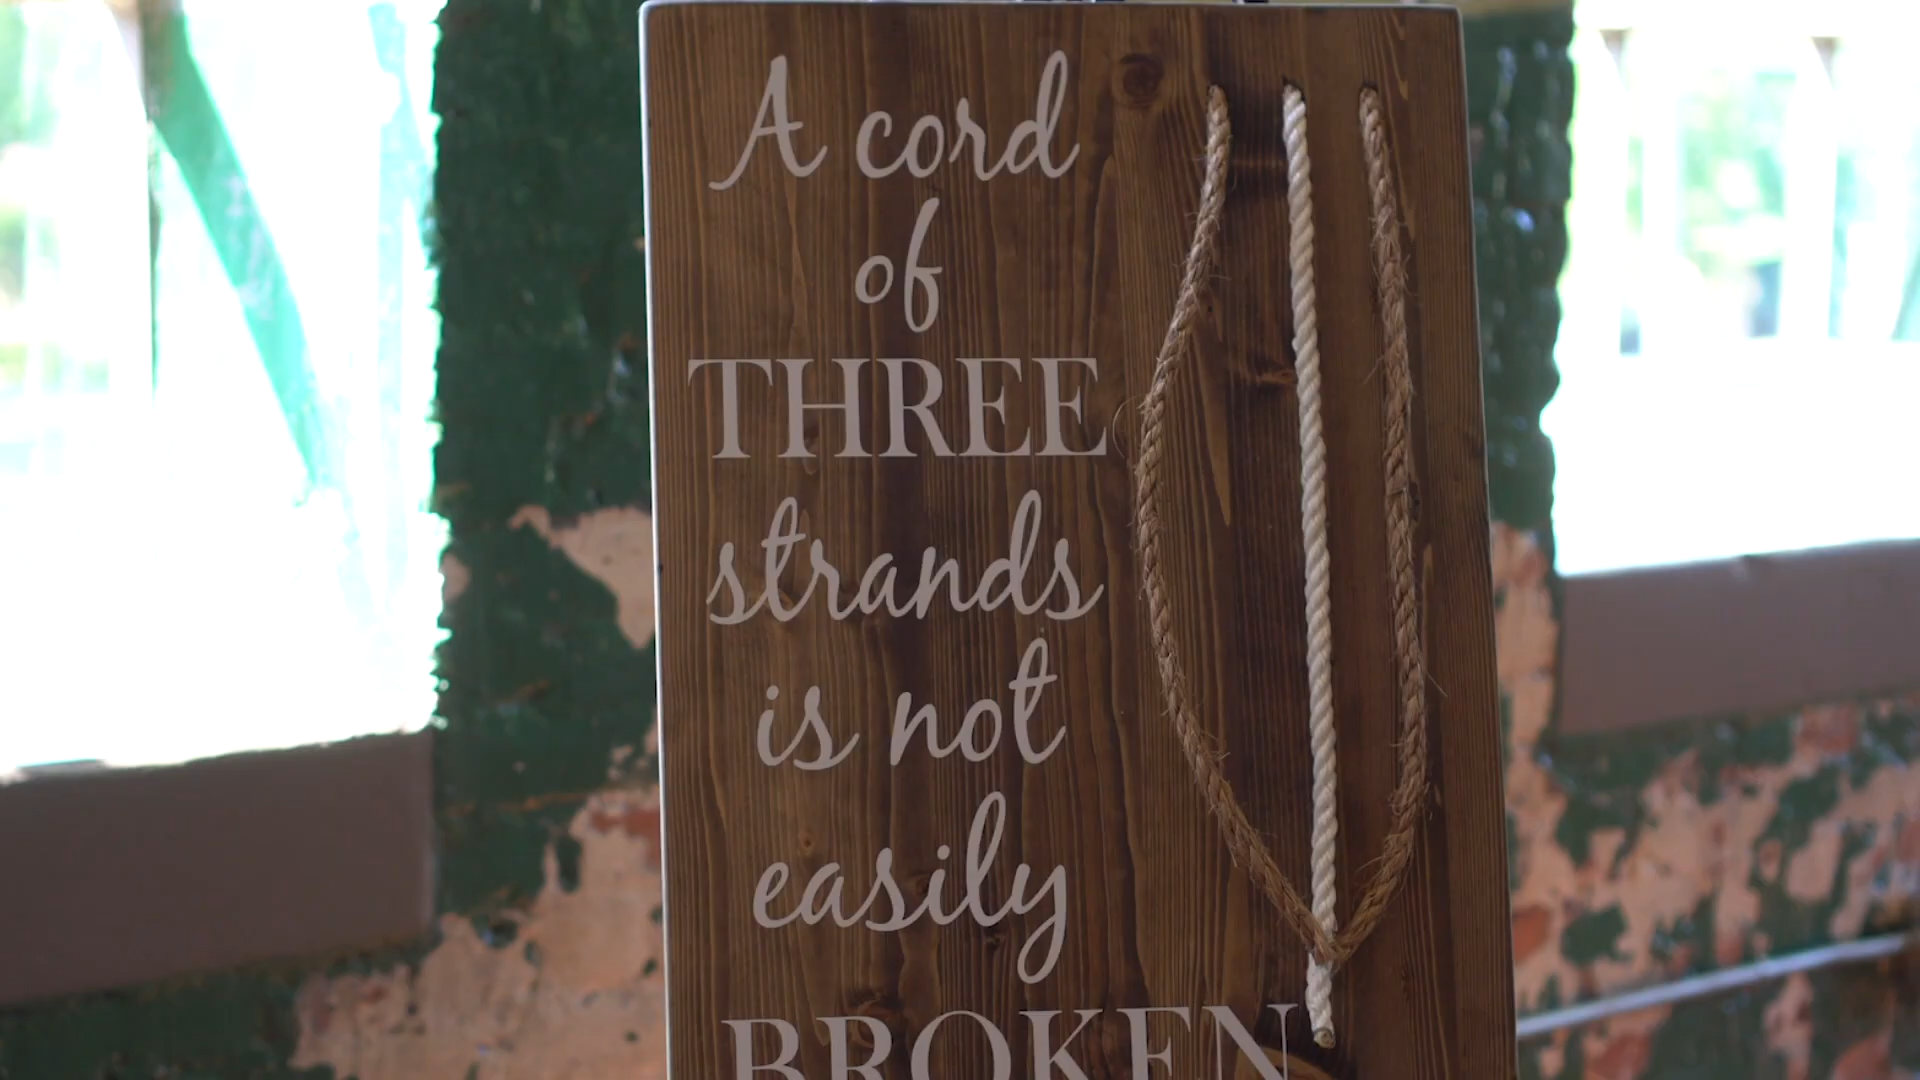 A cord
of
THREE
strands
is not
easily
BROKEN